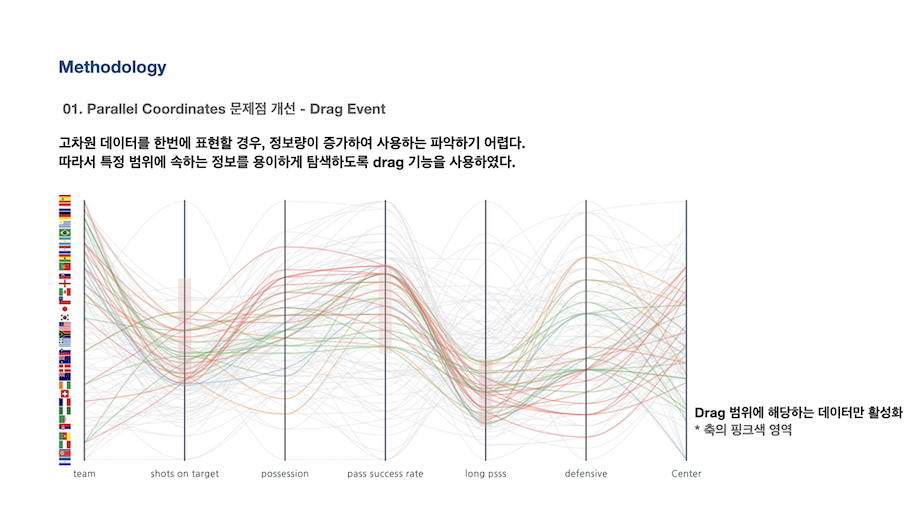 Methodology
01. Parallel Coordinates 문제점 개선 - Drag Event
고차원 데이터를 한번에 표현할 경우, 정보량이 증가하여 사용하는 파악하기 어렵다.
따라서 특정 범위에 속하는 정보를 용이하게 탐색하도록 drag 기능을 사용하였다.
Drag 범위에 해당하는 데이터만 활성화
* 축의 핑크색 영역
team shots on target possession pass success rate long psss defensive Center